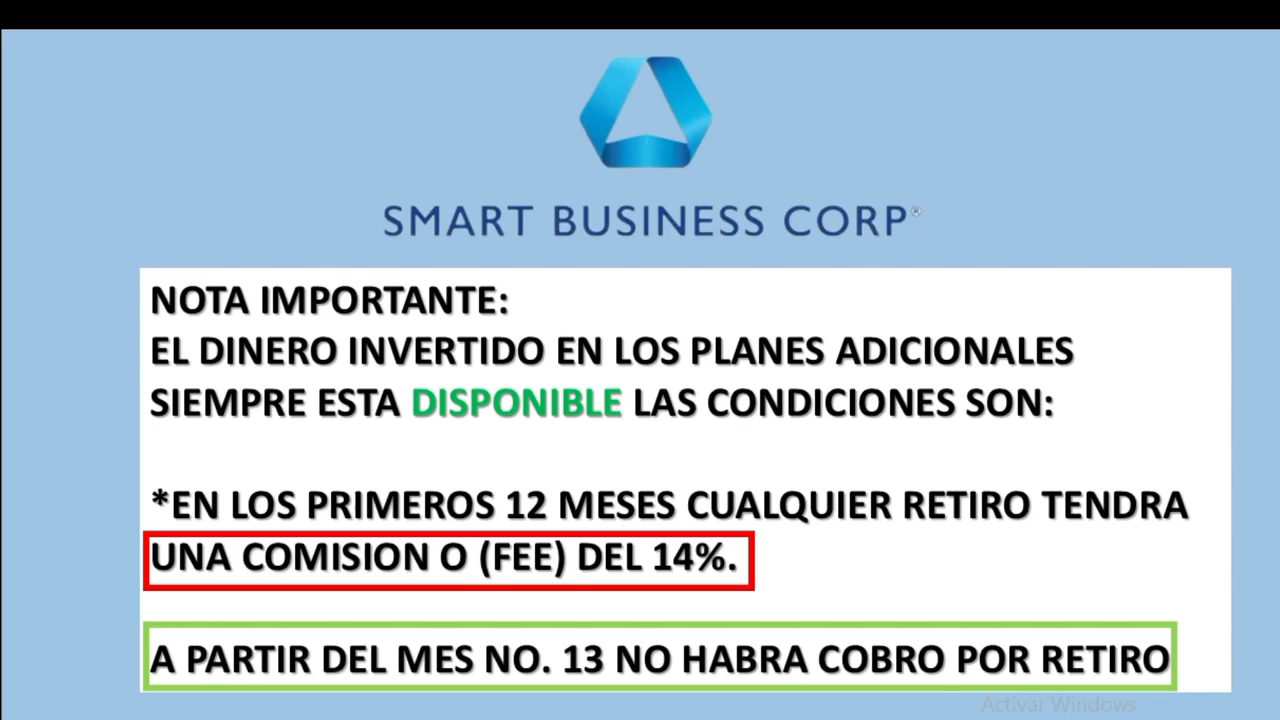 SMART BUSINESS CORP®
NOTA IMPORTANTE:
EL DINERO INVERTIDO EN LOS PLANES ADICIONALES
SIEMPRE ESTA DISPONIBLE LAS CONDICIONES SON:
*EN LOS PRIMEROS 12 MESES CUALQUIER RETIRO TENDRA
UNA COMISION O (FEE) DEL 14%.
A PARTIR DEL MES NO. 13 NO HABRA COBRO POR RETIRO
Activar Windows